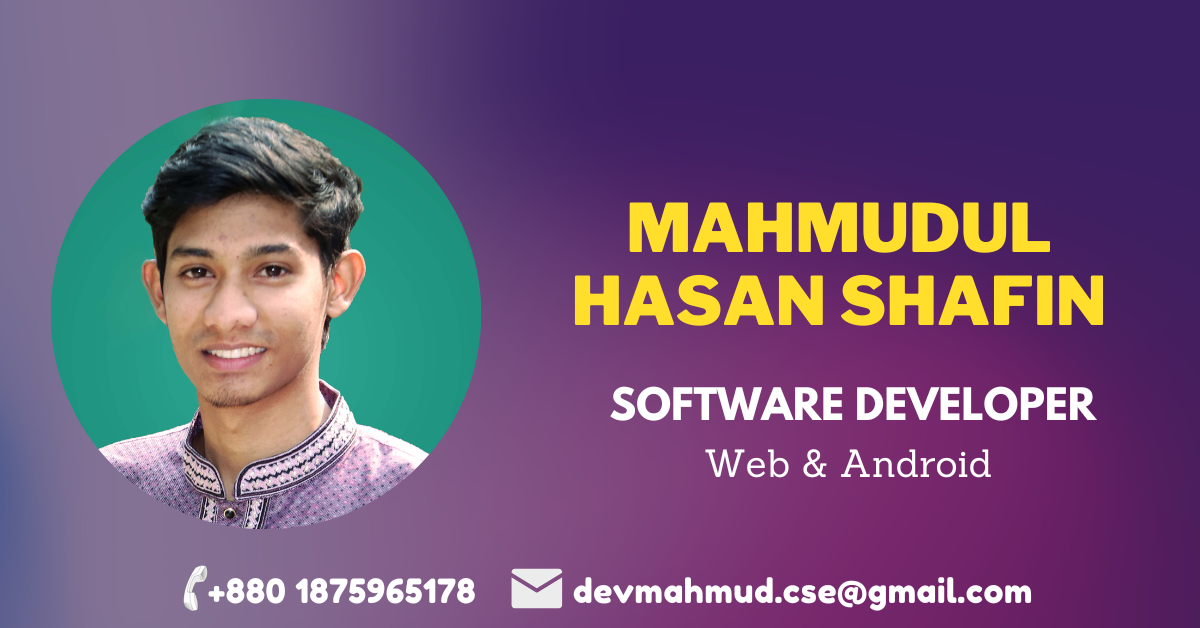 MAHMUDUL
HASAN SHAFIN
SOFTWARE DEVELOPER
Web & Android
+880 1875965178
devmahmud.cse@gmail.com